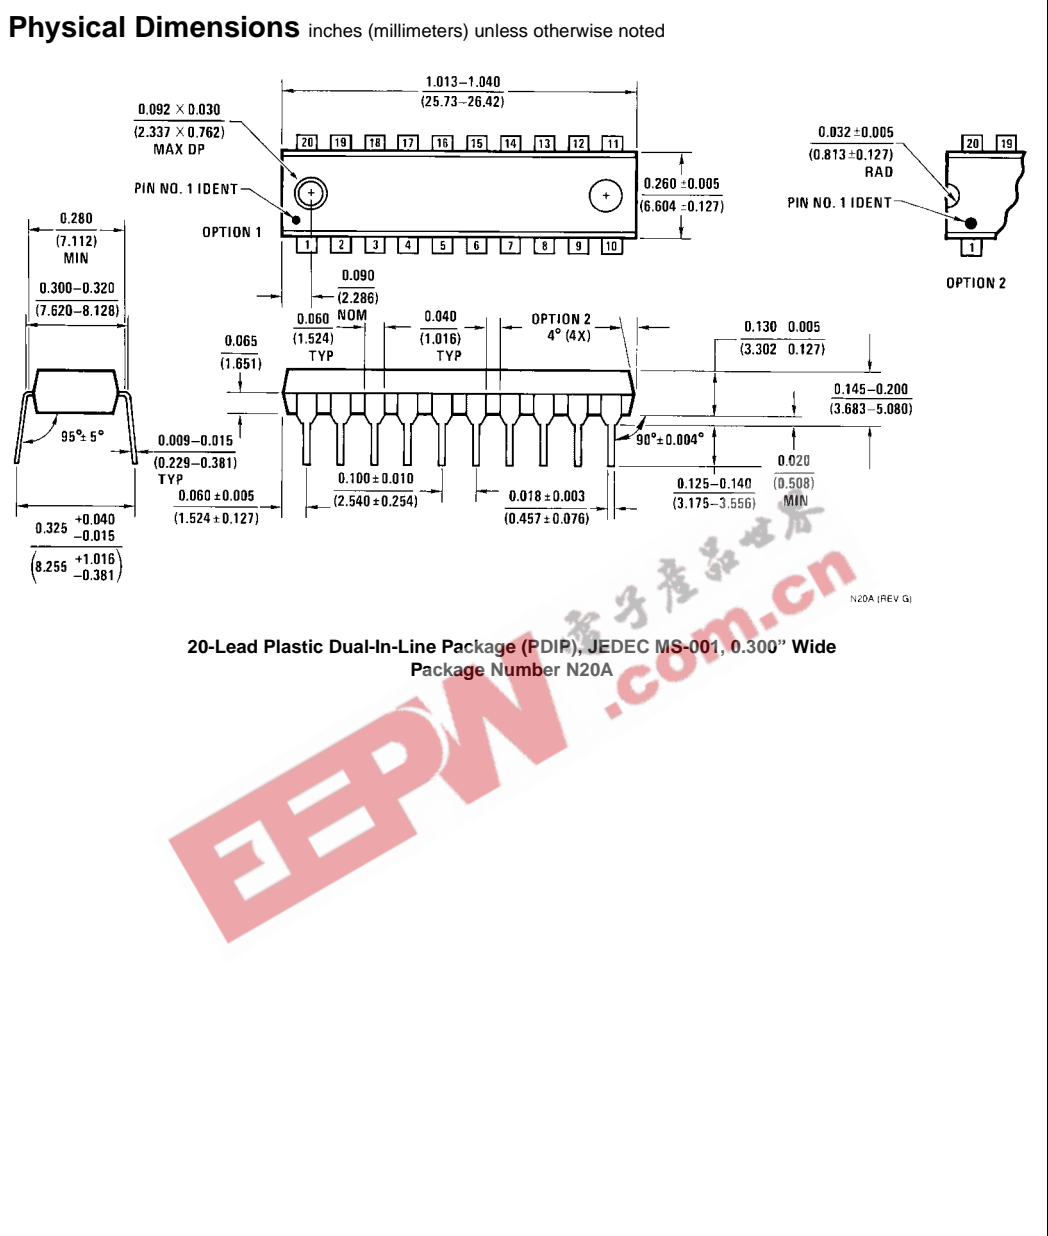 Physical Dimensions inches (millimeters) unless otherwise noted
1.013–1.040
(25.73–26.42)
0.092 × 0.030
(2.337 × 0.762)
MAX DP
20 19 18 17 16 15 14 13 12 11
PIN NO. 1 IDENT
OPTION 1
1 2 3 4 5 6 7 8 9 10
0.260 ±0.005
(6.604 ±0.127)
0.032 ±0.005
(0.813 ±0.127)
RAD
20 19
PIN NO. 1 IDENT
1
OPTION 2
0.280
(7.112)
MIN
0.300–0.320
(7.620–8.128)
0.090
(2.286)
NOM
0.060
(1.524)
TYP
0.040
(1.016)
TYP
OPTION 2
4° (4X)
0.065
(1.651)
0.130 0.005
(3.302 0.127)
0.145–0.200
(3.683–5.080)
95°± 5°
0.009–0.015
(0.229–0.381)
TYP
90°±0.004°
0.020
(0.508)
MIN
0.125–0.140
(3.175–3.556)
0.100 ±0.010
(2.540 ±0.254)
0.018 ±0.003
(0.457 ±0.076)
0.060 ±0.005
(1.524 ±0.127)
0.325 +0.040
–0.015
(8.255 +1.016
–0.381)
N20A (REV G)
20-Lead Plastic Dual-In-Line Package (PDIP), JEDEC MS-001, 0.300" Wide
Package Number N20A
電子產品世界
EEPW.com.cn